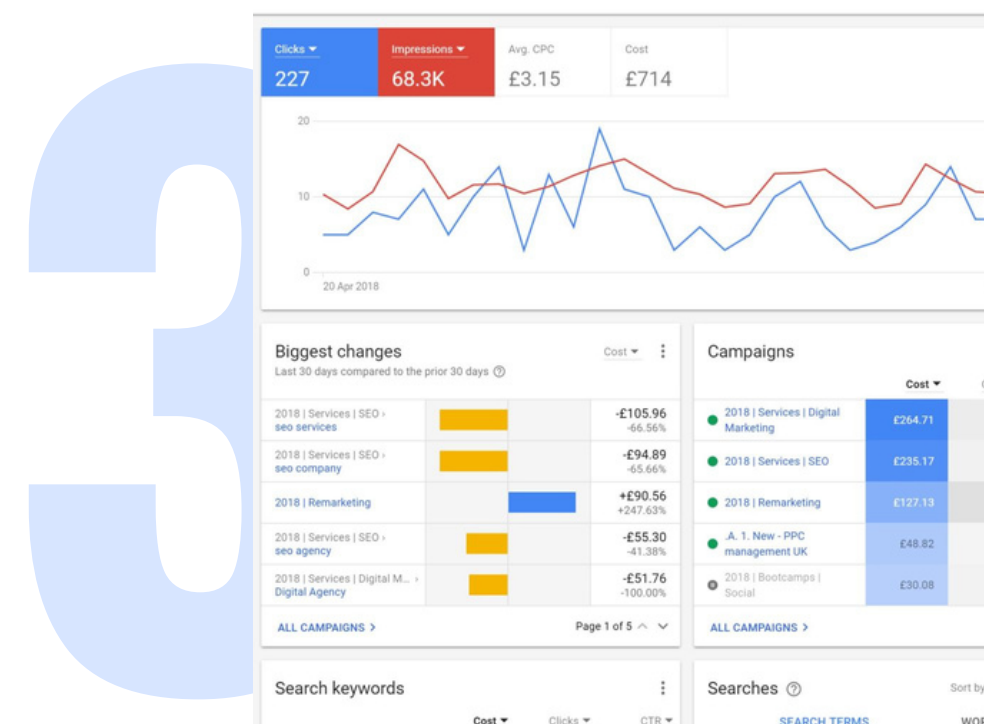 3
Clicks
Impressions
Avg. CPC
Cost
227
68.3K
£3.15
£714
20
10
0
20 Apr 2018
Biggest changes
Cost
Last 30 days compared to the prior 30 days
2018 | Services | SEO ›
seo services
-£105.96
-66.56%
2018 | Services | SEO ›
seo company
-£94.89
-65.66%
2018 | Remarketing
+£90.56
+247.63%
2018 | Services | SEO ›
seo agency
-£55.30
-41.38%
2018 | Services | Digital M... ›
Digital Agency
-£51.76
-100.00%
ALL CAMPAIGNS >
Page 1 of 5
Campaigns
Cost
2018 | Services | Digital
Marketing
£264.71
2018 | Services | SEO
£235.17
2018 | Remarketing
£127.13
.A. 1. New - PPC
management UK
£48.82
2018 | Bootcamps |
Social
£30.08
ALL CAMPAIGNS >
Search keywords
Cost
Clicks
CTR
Searches
Sort by
SEARCH TERMS